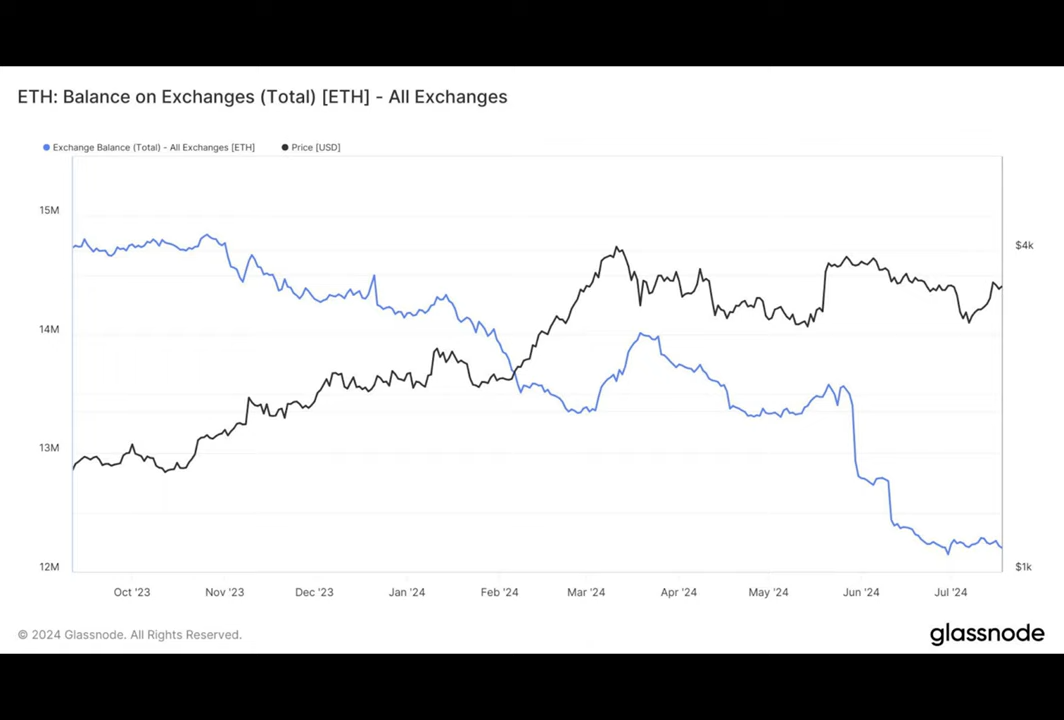 ETH: Balance on Exchanges (Total) [ETH] - All Exchanges
Exchange Balance (Total) - All Exchanges [ETH] Price [USD]
15M
$4k
14M
13M
12M $1k
Oct '23 Nov '23 Dec '23 Jan '24 Feb '24 Mar '24 Apr '24 May '24 Jun '24 Jul '24
© 2024 Glassnode. All Rights Reserved. glassnode